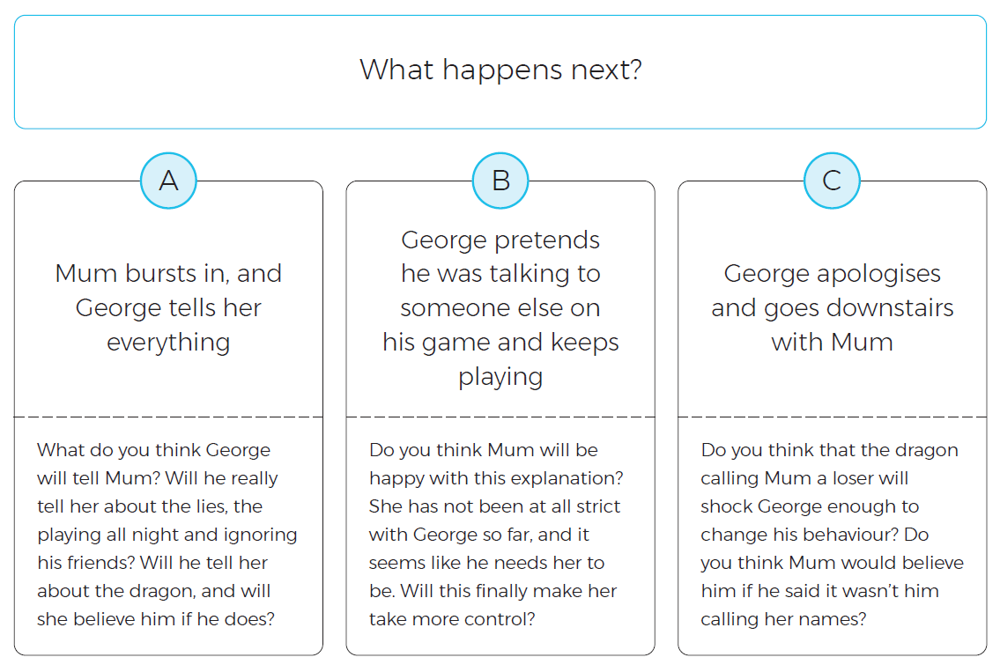 What happens next?
A
Mum bursts in, and
George tells her
everything
What do you think George
will tell Mum? Will he really
tell her about the lies, the
playing all night and ignoring
his friends? Will he tell her
about the dragon, and will
she believe him if he does?
B
George pretends
he was talking to
someone else on
his game and keeps
playing
Do you think Mum will be
happy with this explanation?
She has not been at all strict
with George so far, and it
seems like he needs her to
be. Will this finally make her
take more control?
C
George apologises
and goes downstairs
with Mum
Do you think that the dragon
calling Mum a loser will
shock George enough to
change his behaviour? Do
you think Mum would believe
him if he said it wasn’t him
calling her names?